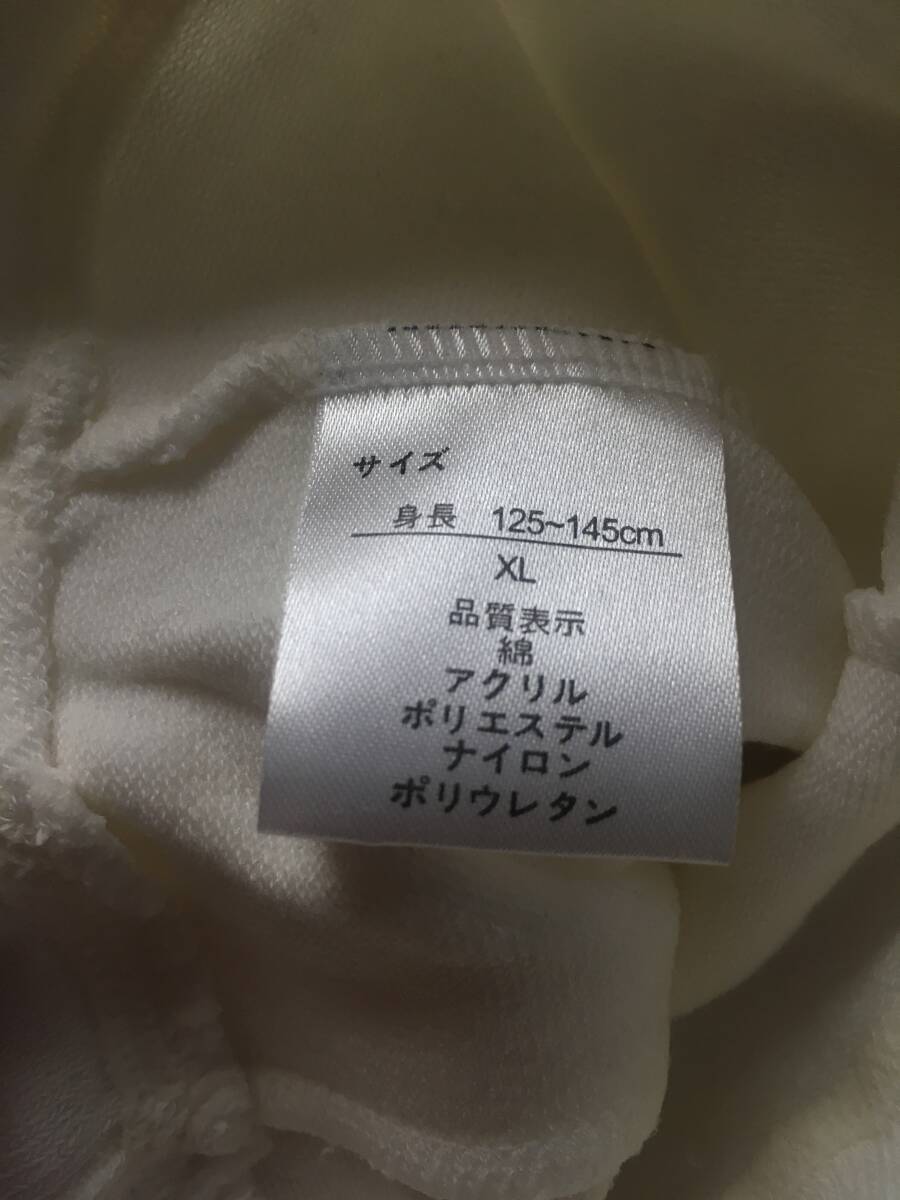 サイズ
身長 125~145cm
XL
品質表示
綿
アクリル
ポリエステル
ナイロン
ポリウレタン